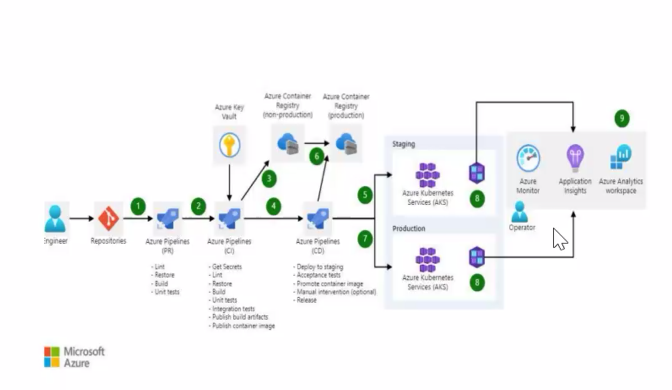 Azure Key
Vault
Azure Container
Registry
(non-production)
Azure Container
Registry
(production)
9
6
3
Staging
5
Azure Kubernetes
Services (AKS)
8
Azure
Monitor
Application
Insights
Azure Analytics
workspace
Operator
1
2
4
7
Engineer
Repositories
Azure Pipelines
(PR)
• Lint
• Restore
• Build
• Unit tests
Azure Pipelines
(CI)
• Get Secrets
• Lint
• Restore
• Build
• Unit tests
• Integration tests
• Publish build artifacts
• Publish container image
Azure Pipelines
(CD)
• Deploy to staging
• Acceptance tests
• Promote container image
• Manual intervention (optional)
• Release
Production
Azure Kubernetes
Services (AKS)
8
Microsoft
Azure